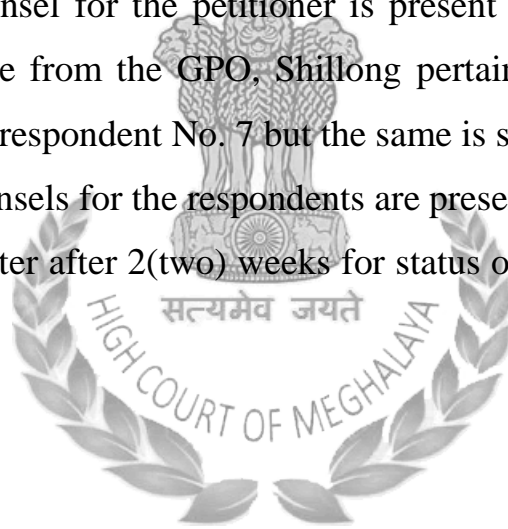 nsel for the petitioner is present
e from the GPO, Shillong pertain
respondent No. 7 but the same is s
nsels for the respondents are prese
ter after 2(two) weeks for status o
सत्यमेव जयते
HIGH COURT OF MEGHALAYA